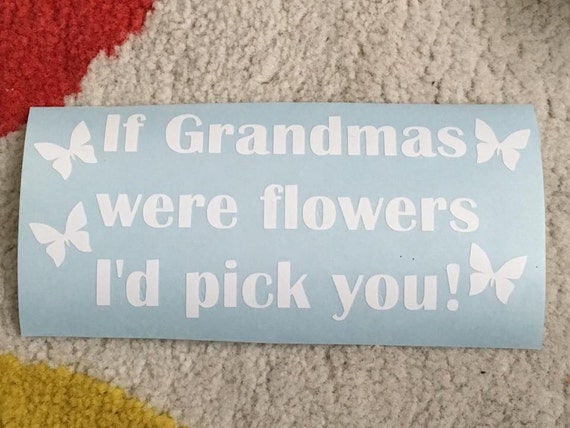 If Grandmas
were flowers
I'd pick you!